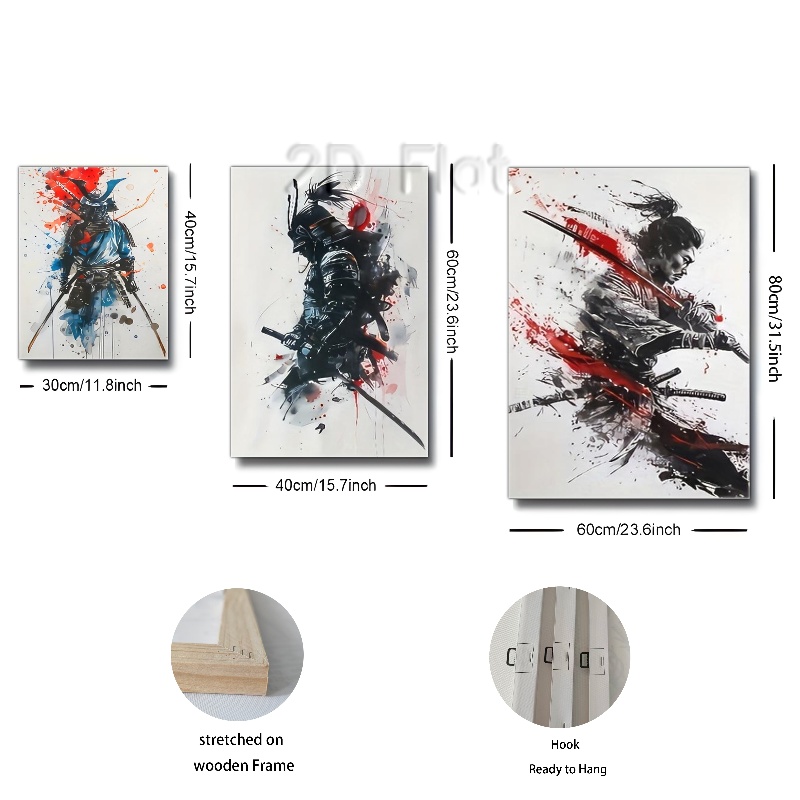 2D Flat
40cm/15.7inch
30cm/11.8inch
60cm/23.6inch
40cm/15.7inch
80cm/31.5inch
60cm/23.6inch
stretched on
wooden Frame
Hook
Ready to Hang